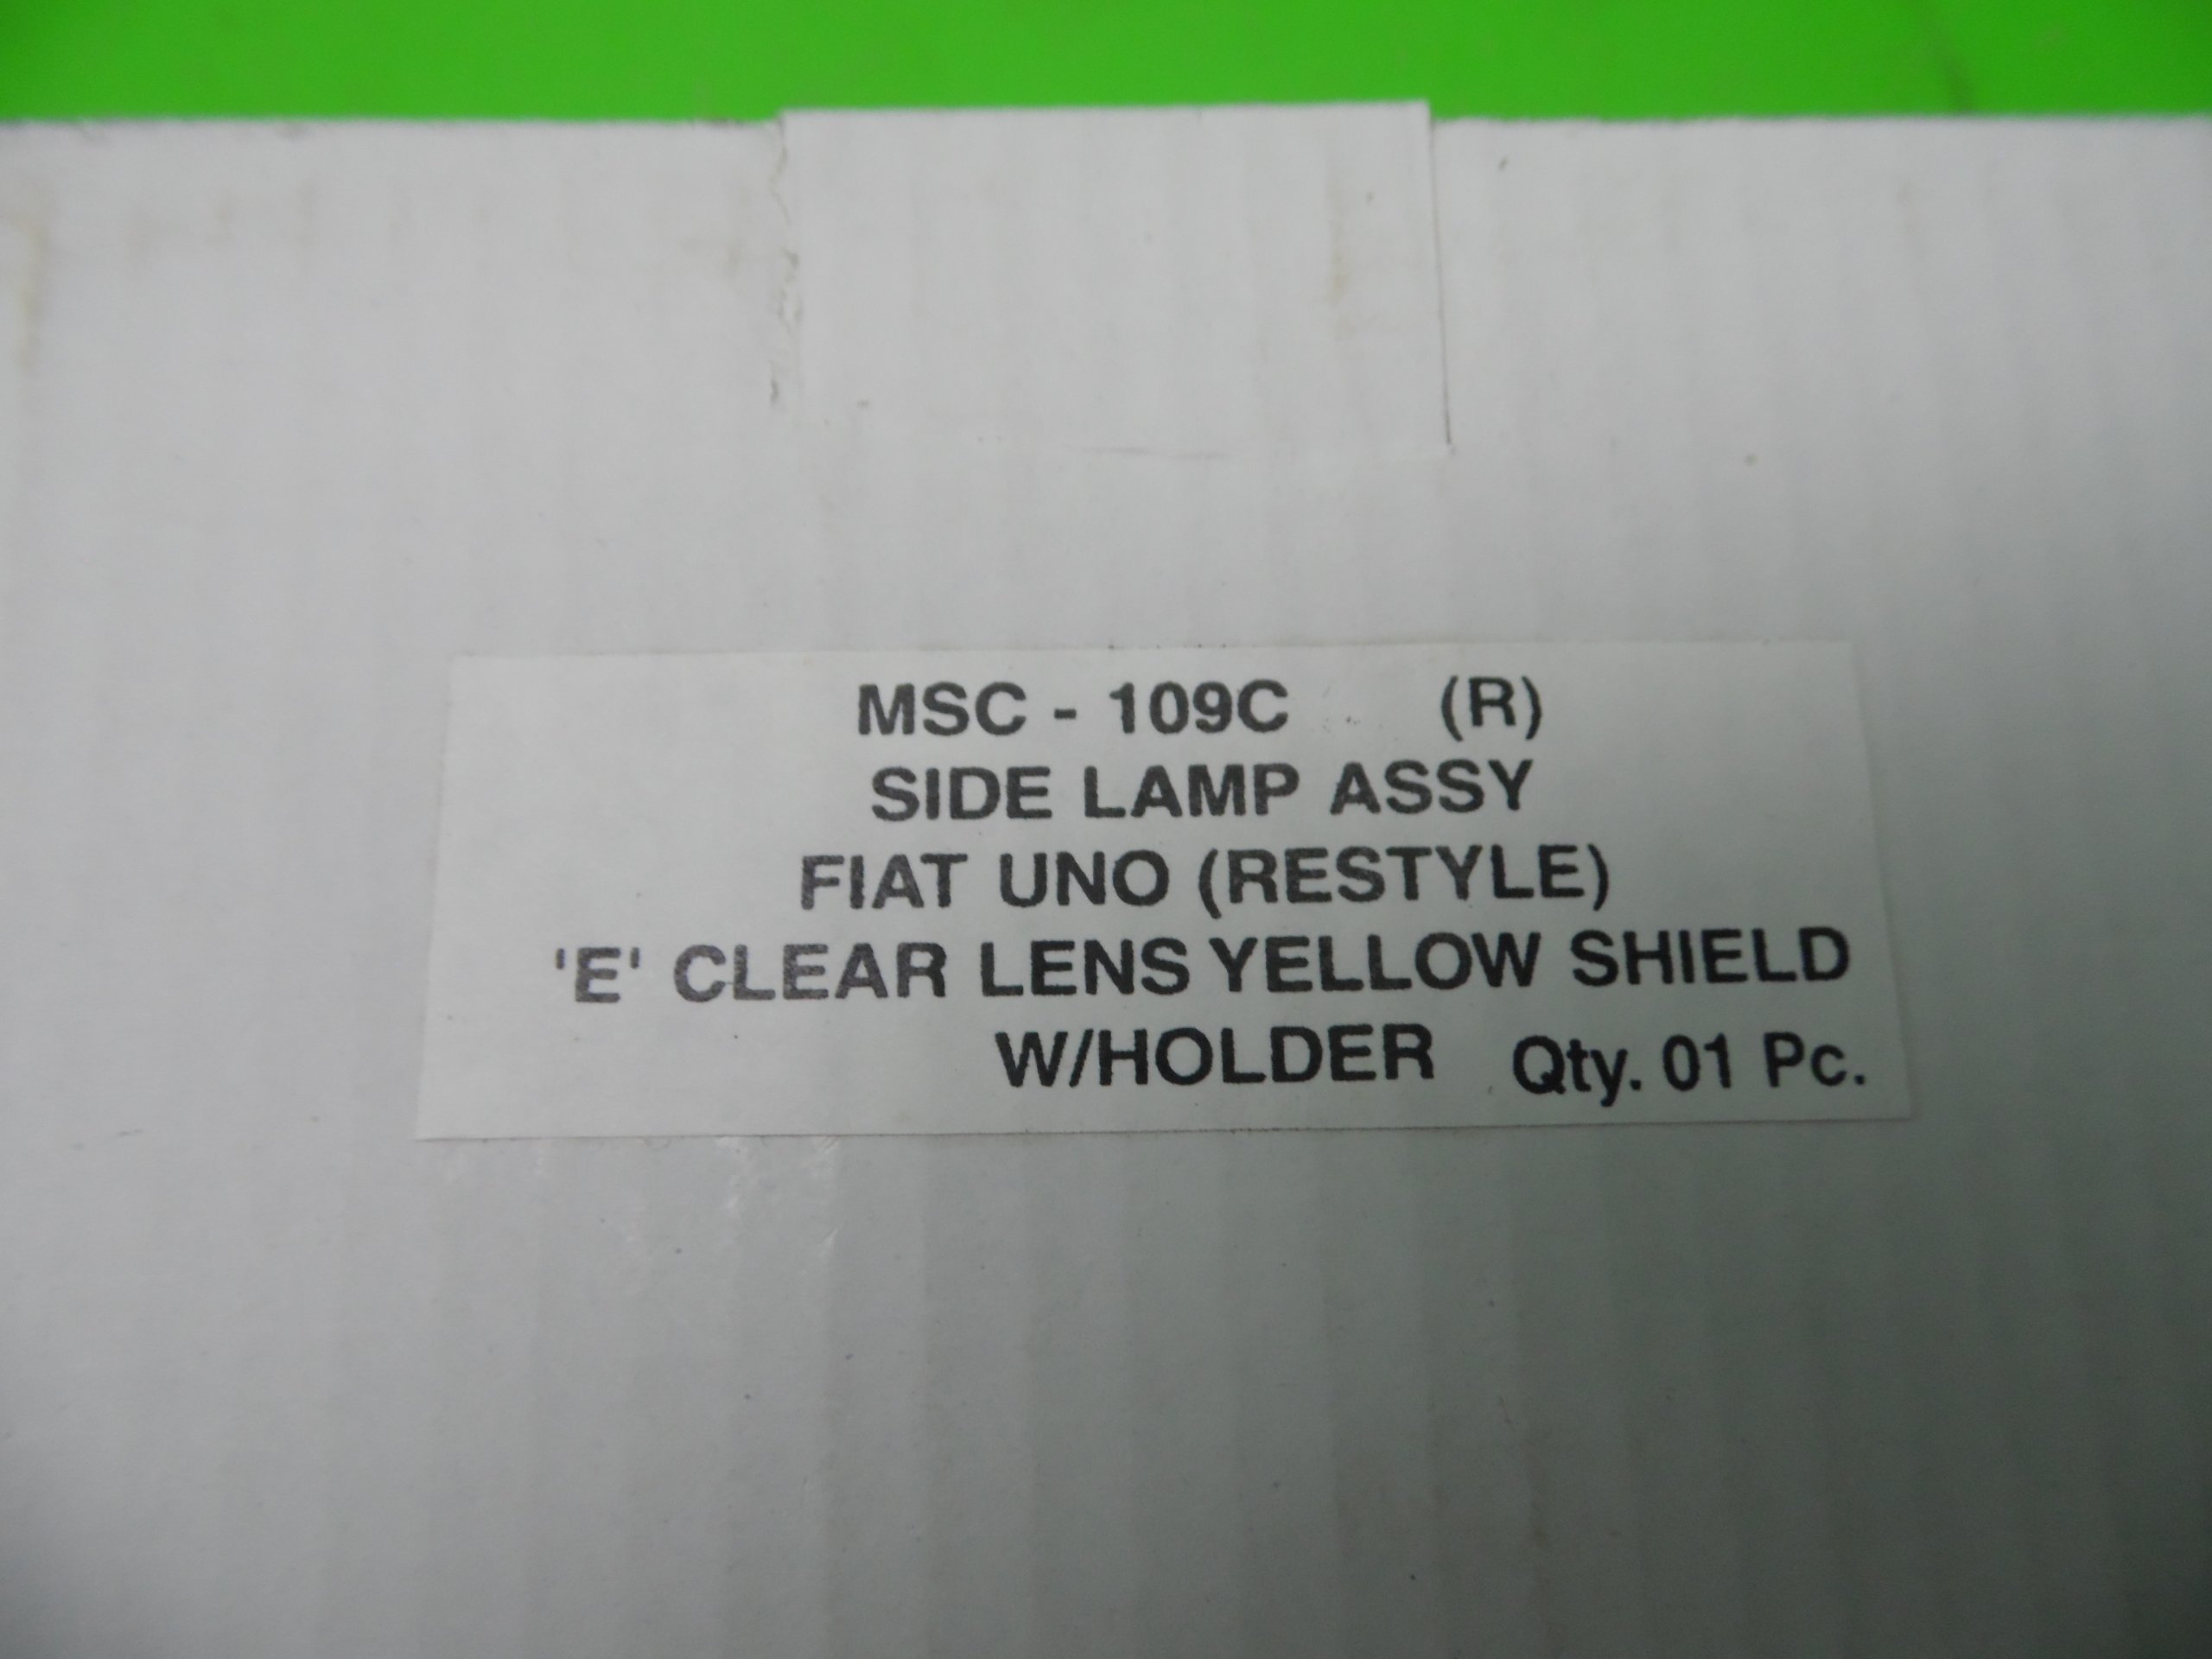 MSC - 109C (R)
SIDE LAMP ASSY
FIAT UNO (RESTYLE)
'E' CLEAR LENS YELLOW SHIELD
W/HOLDER Qty. 01 Pc.